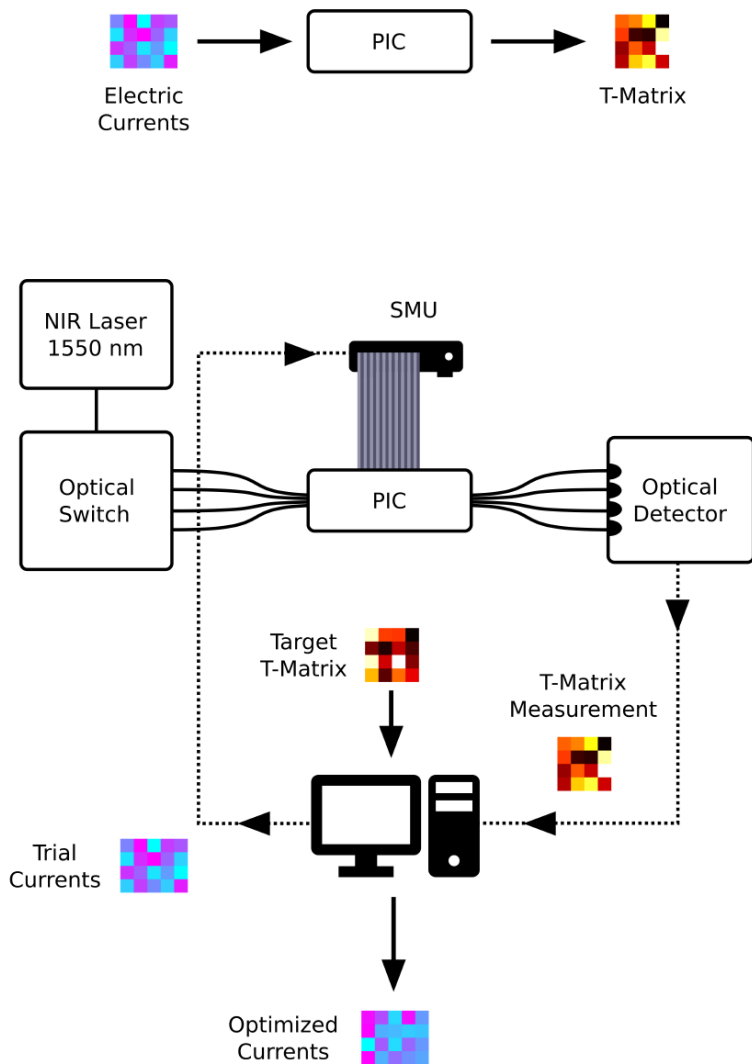 PIC
Electric
Currents
T-Matrix
NIR Laser
1550 nm
SMU
Optical
Switch
PIC
Optical
Detector
Target
T-Matrix
T-Matrix
Measurement
Trial
Currents
Optimized
Currents